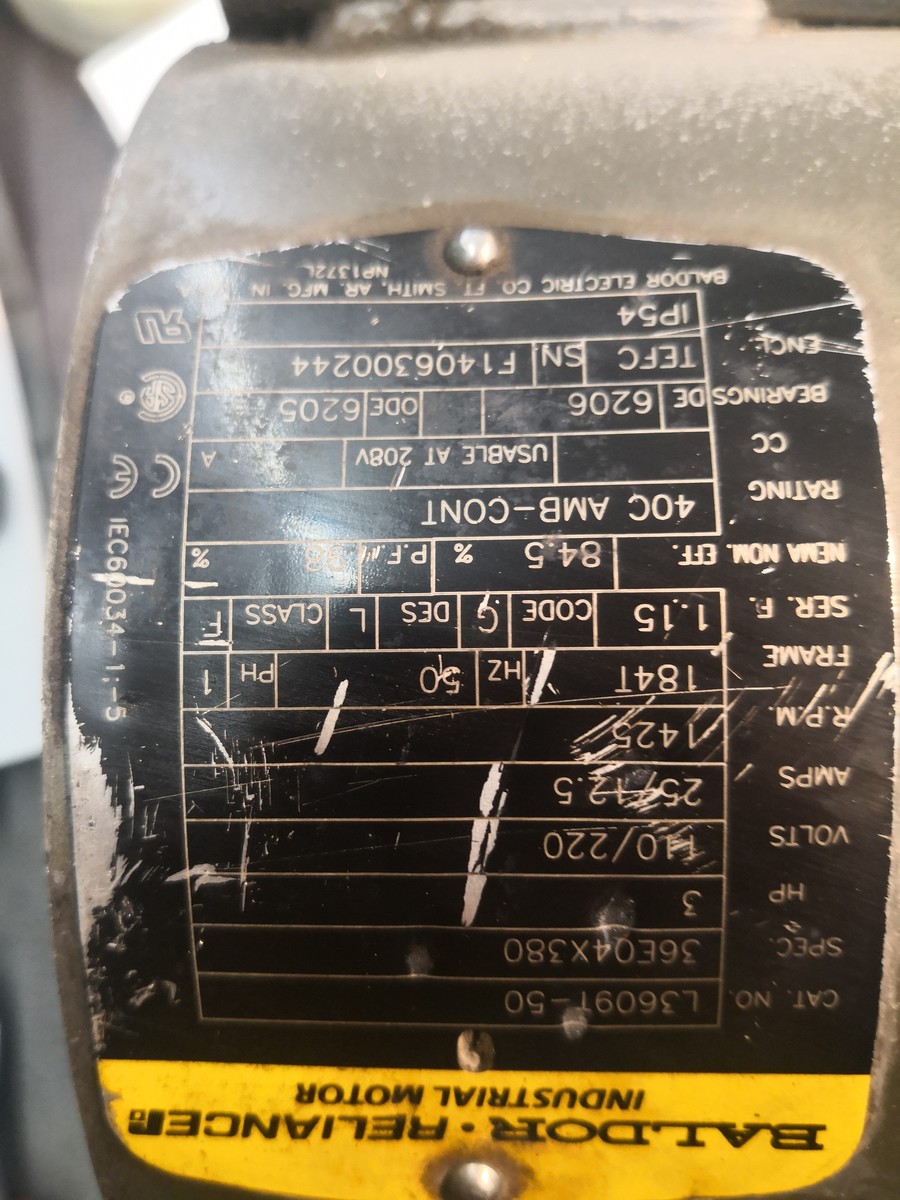 BALDOR • RELIANCER
INDUSTRIAL MOTOR
CAT. NO. L3609T-50
SPEC. 36E04X380
HP 3
VOLTS 110/220
AMPS 25/12.5
R.P.M. 1425
FRAME 184T HZ 50 PH 1
SER. F. 1.15 CODE G DES L CLASS F
NEMA NOM. EFF. 84.5 % P.F. 98 %
RATING 40C AMB-CONT
CC USABLE AT 208V A
BEARINGS DE 6206 ODE 6205
ENCL. TEFC SN F1406300244
IP54
BALDOR ELECTRIC CO. FT. SMITH, AR. MFG. IN
NP1372L
IEC60034-1;-5
CE